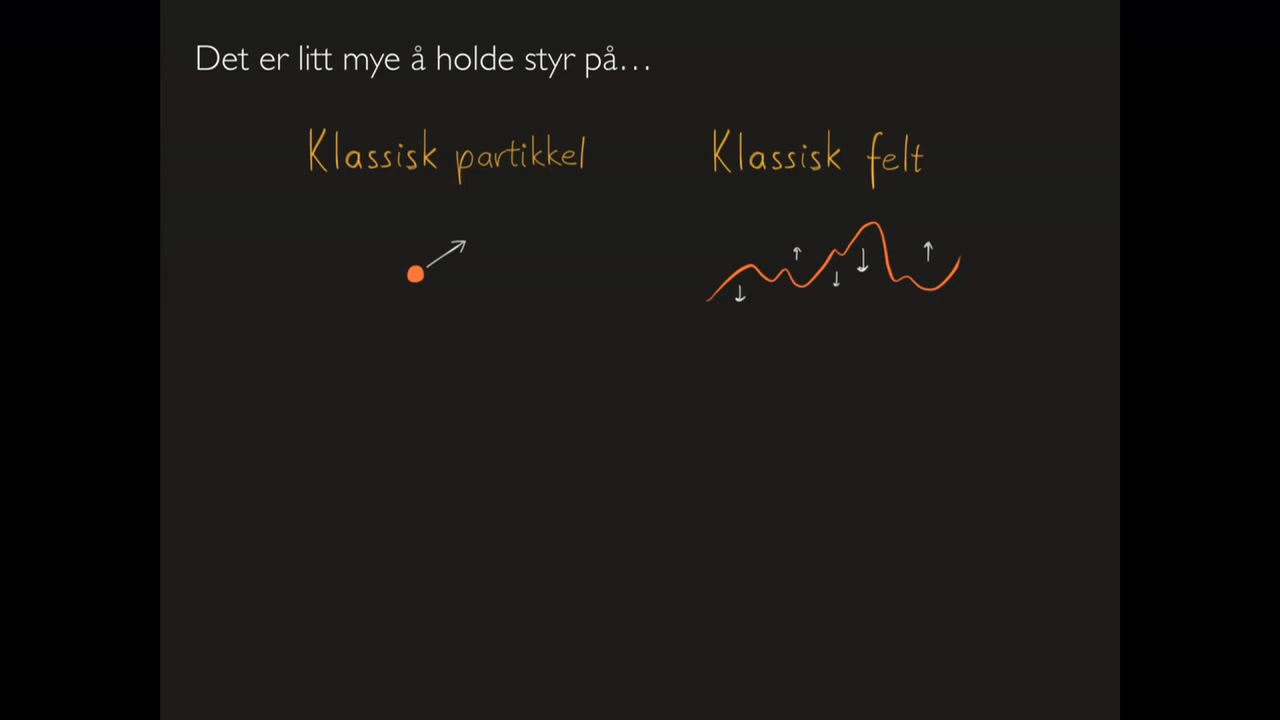 Det er litt mye å holde styr på…
Klassisk partikkel
Klassisk felt